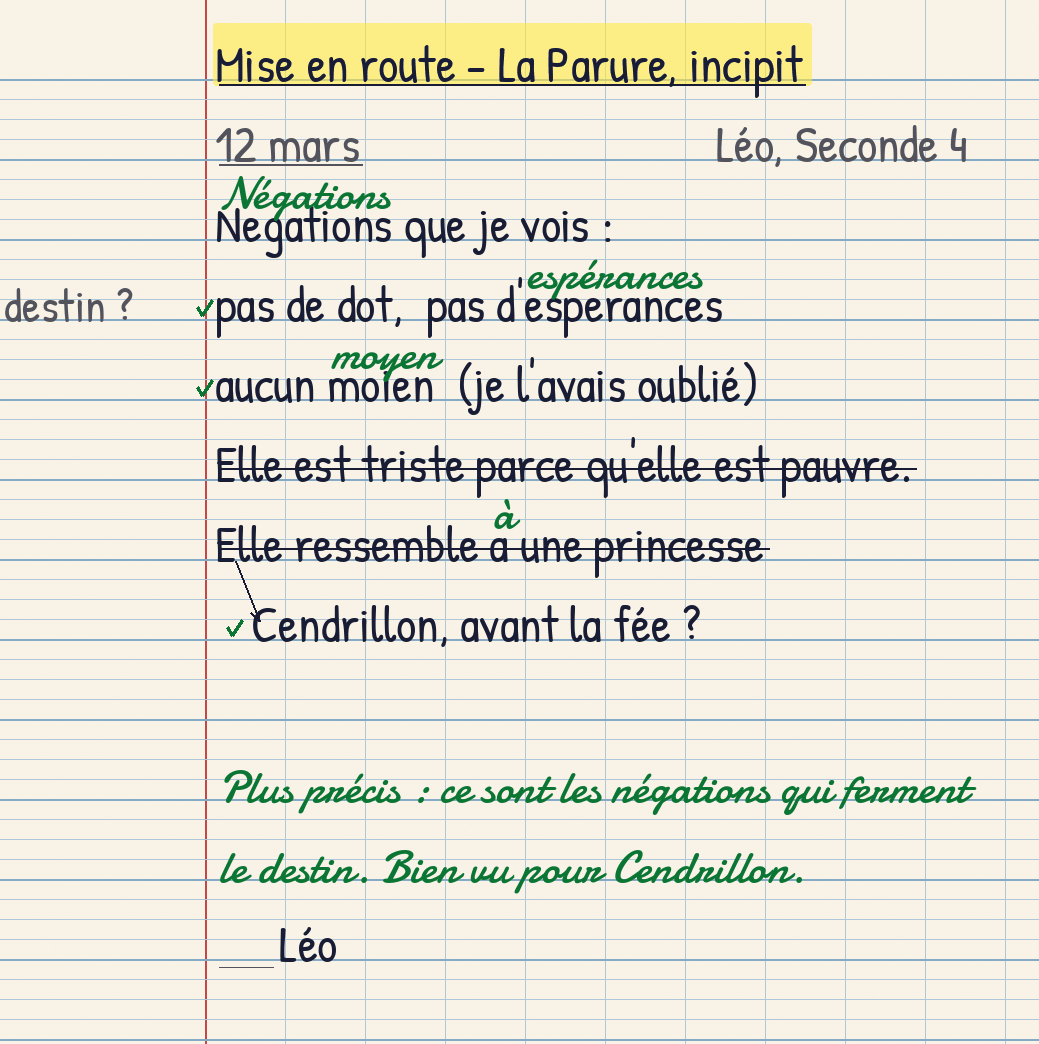 Mise en route – La Parure, incipit
12 mars
Léo, Seconde 4
Négations
Negations que je vois :
espérances
destin ?
pas de dot, pas d'esperances
moyen
aucun moien (je l'avais oublié)
Elle est triste parce qu'elle est pauvre.
à
Elle ressemble a une princesse
Cendrillon, avant la fée ?
Plus précis : ce sont les négations qui ferment
le destin. Bien vu pour Cendrillon.
Léo